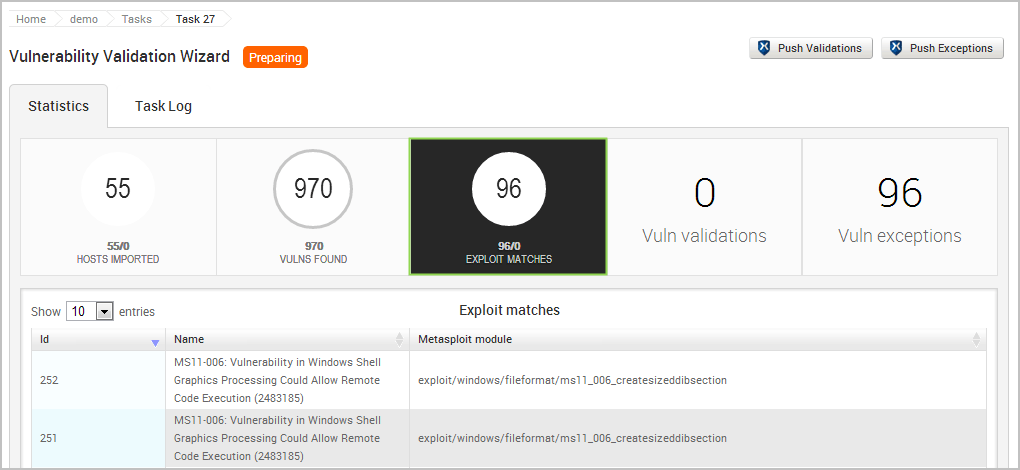 Home demo Tasks Task 27
Vulnerability Validation Wizard Preparing Push Validations Push Exceptions
Statistics Task Log
55 970 96 0 96
55/0 970 96/0 Vuln validations Vuln exceptions
HOSTS IMPORTED VULNS FOUND EXPLOIT MATCHES
Show 10 entries Exploit matches
Id Name Metasploit module
MS11-006: Vulnerability in Windows Shell
252 Graphics Processing Could Allow Remote exploit/windows/fileformat/ms11_006_createsizeddibsection
Code Execution (2483185)
MS11-006: Vulnerability in Windows Shell
251 Graphics Processing Could Allow Remote exploit/windows/fileformat/ms11_006_createsizeddibsection
Code Execution (2483185)